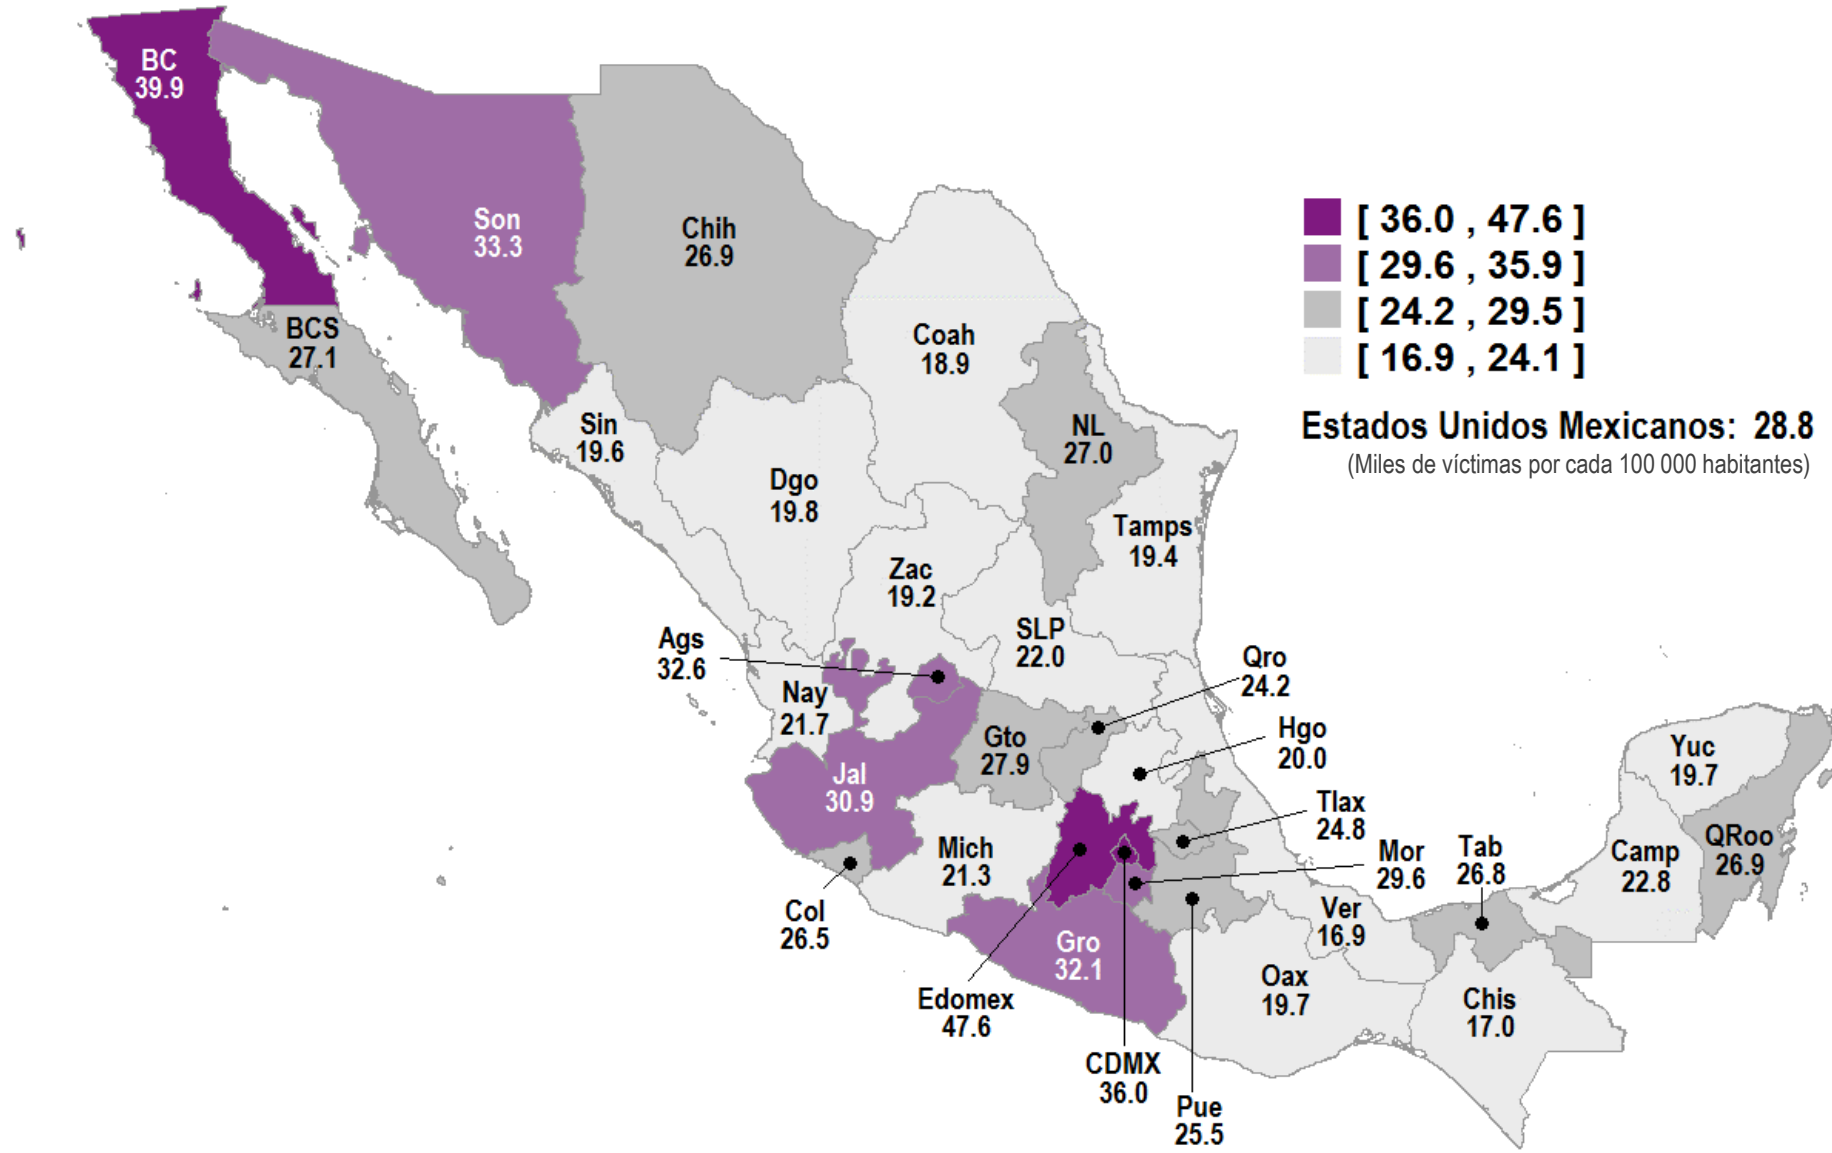 BC
39.9
Son
33.3
Chih
26.9
BCS
27.1
Coah
18.9
Sin
19.6
NL
27.0
Dgo
19.8
Tamps
19.4
Zac
19.2
SLP
22.0
Ags
32.6
Nay
21.7
Qro
24.2
Gto
27.9
Hgo
20.0
Jal
30.9
Tlax
24.8
Mich
21.3
Mor
29.6
Tab
26.8
Yuc
19.7
Camp
22.8
QRoo
26.9
Col
26.5
Ver
16.9
Gro
32.1
Edomex
47.6
Oax
19.7
Chis
17.0
CDMX
36.0
Pue
25.5
[ 36.0 , 47.6 ]
[ 29.6 , 35.9 ]
[ 24.2 , 29.5 ]
[ 16.9 , 24.1 ]
Estados Unidos Mexicanos: 28.8
(Miles de víctimas por cada 100 000 habitantes)